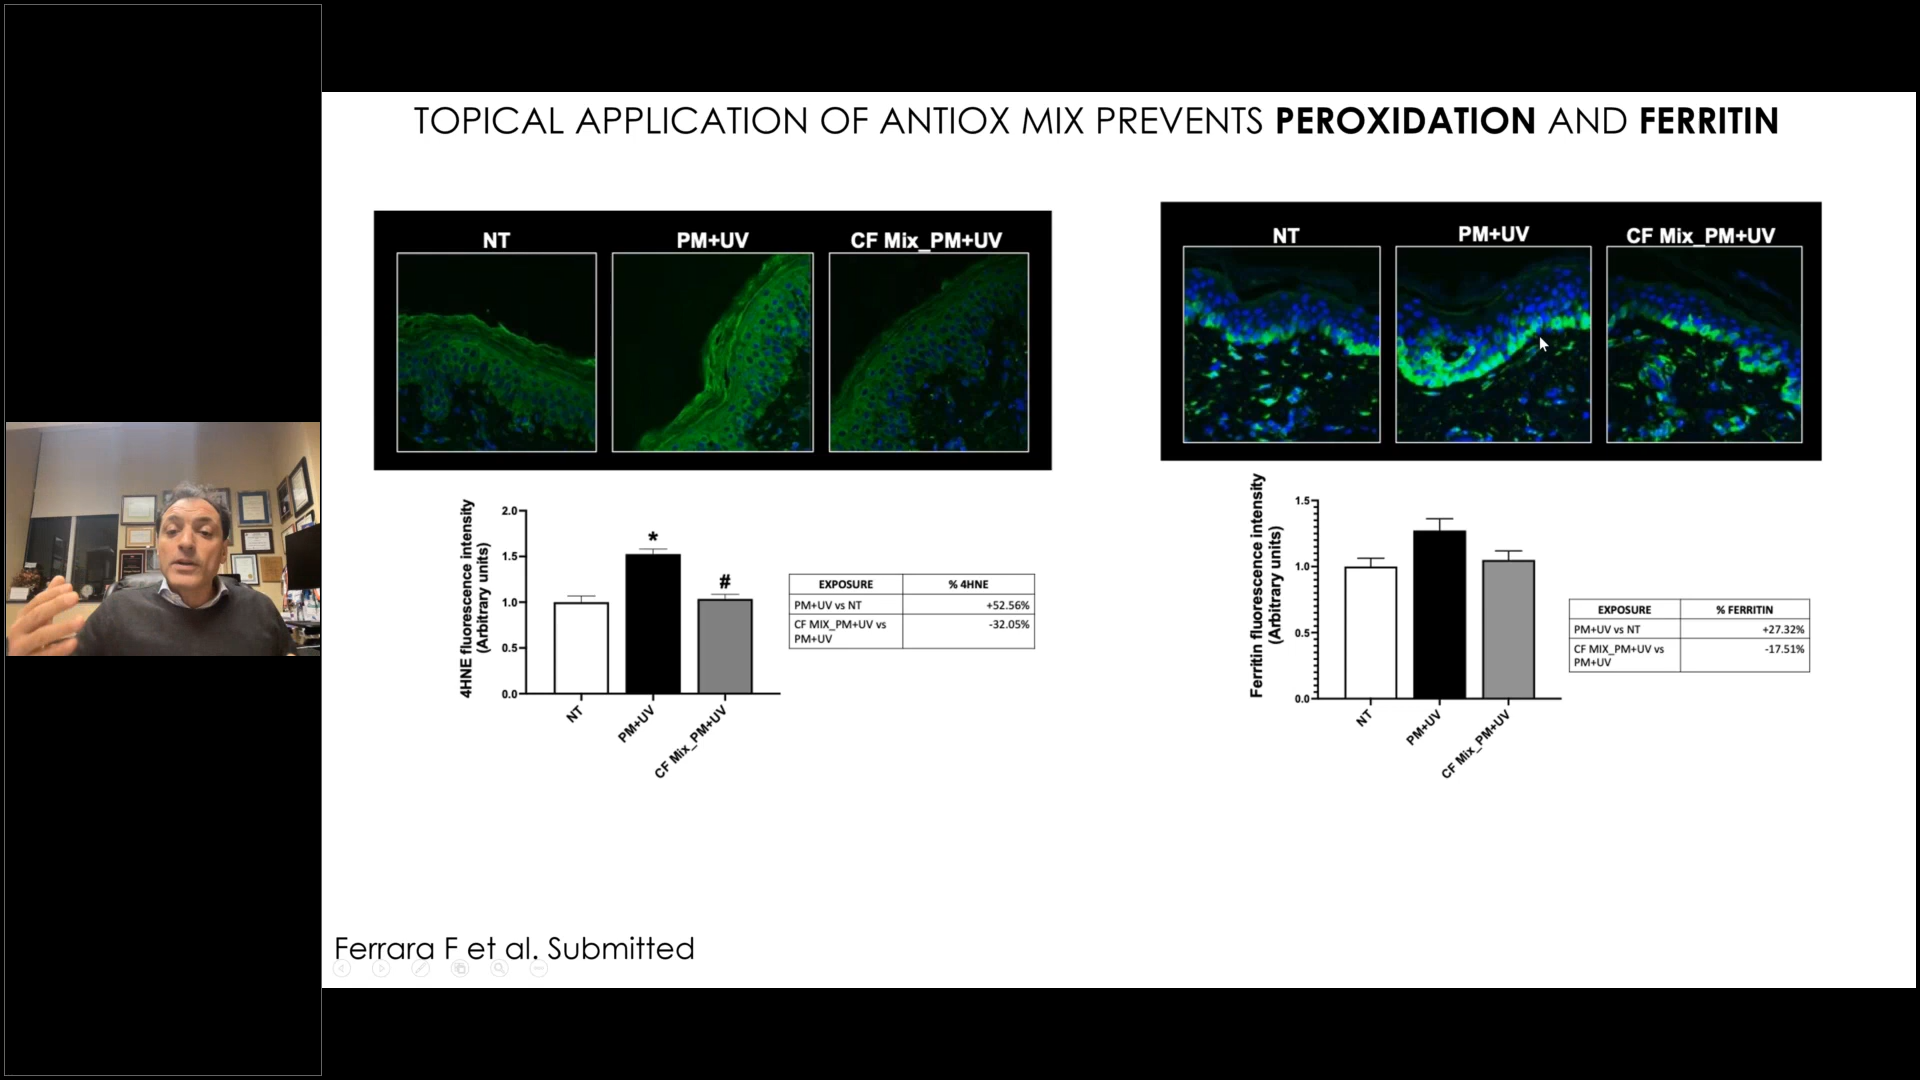 TOPICAL APPLICATION OF ANTIOX MIX PREVENTS PEROXIDATION AND FERRITIN
NT
PM+UV
CF Mix_PM+UV
4HNE fluorescence intensity
(Arbitrary units)
2.0
1.5
1.0
0.5
0.0
*
#
NT
PM+UV
CF Mix_PM+UV
EXPOSURE % 4HNE
PM+UV vs NT +52.56%
CF MIX_PM+UV vs -32.05%
PM+UV
NT
PM+UV
CF Mix_PM+UV
Ferritin fluorescence intensity
(Arbitrary units)
1.5
1.0
0.5
0.0
NT
PM+UV
CF Mix_PM+UV
EXPOSURE % FERRITIN
PM+UV vs NT +27.32%
CF MIX_PM+UV vs -17.51%
PM+UV
Ferrara F et al. Submitted